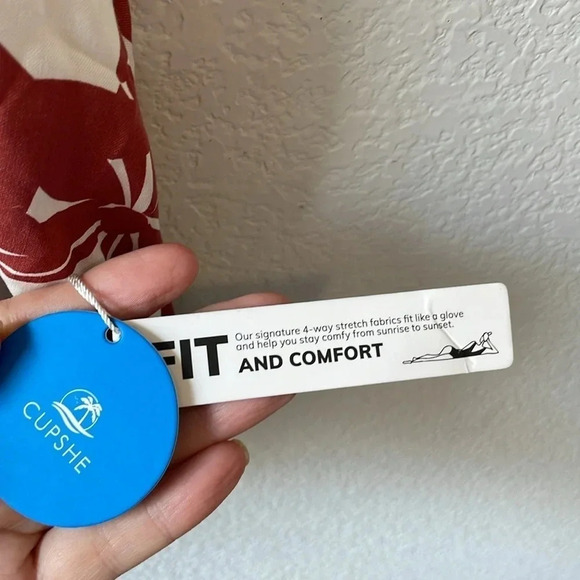 CUPSHE
FIT
Our signature 4-way stretch fabrics fit like a glove
and help you stay comfy from sunrise to sunset.
AND COMFORT